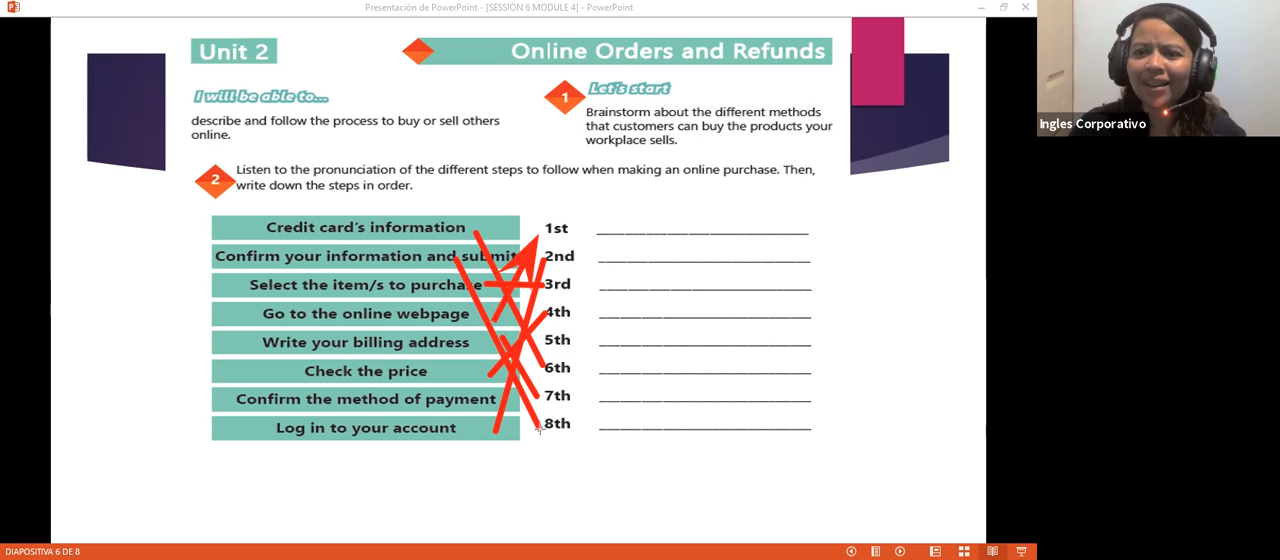 Presentación de PowerPoint - [SESSION 6 MODULE 4] - PowerPoint
Unit 2
Online Orders and Refunds
I will be able to...
describe and follow the process to buy or sell others
online.
1
Let's start
Brainstorm about the different methods
that customers can buy the products your
workplace sells.
2
Listen to the pronunciation of the different steps to follow when making an online purchase. Then,
write down the steps in order.
Credit card's information
Confirm your information and submit
Select the item/s to purchase
Go to the online webpage
Write your billing address
Check the price
Confirm the method of payment
Log in to your account
1st
2nd
3rd
4th
5th
6th
7th
8th
Ingles Corporativo
DIAPOSITIVA 6 DE 8